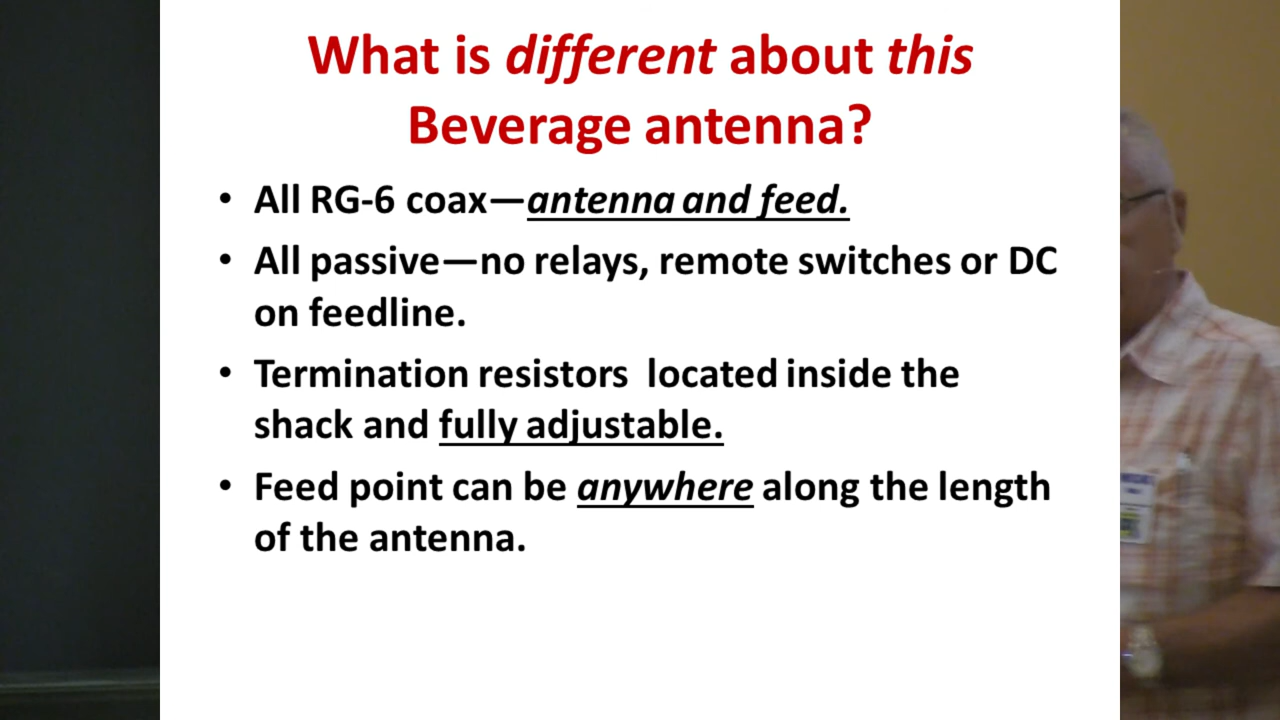 What is different about this
Beverage antenna?
• All RG-6 coax—antenna and feed.
• All passive—no relays, remote switches or DC
on feedline.
• Termination resistors located inside the
shack and fully adjustable.
• Feed point can be anywhere along the length
of the antenna.